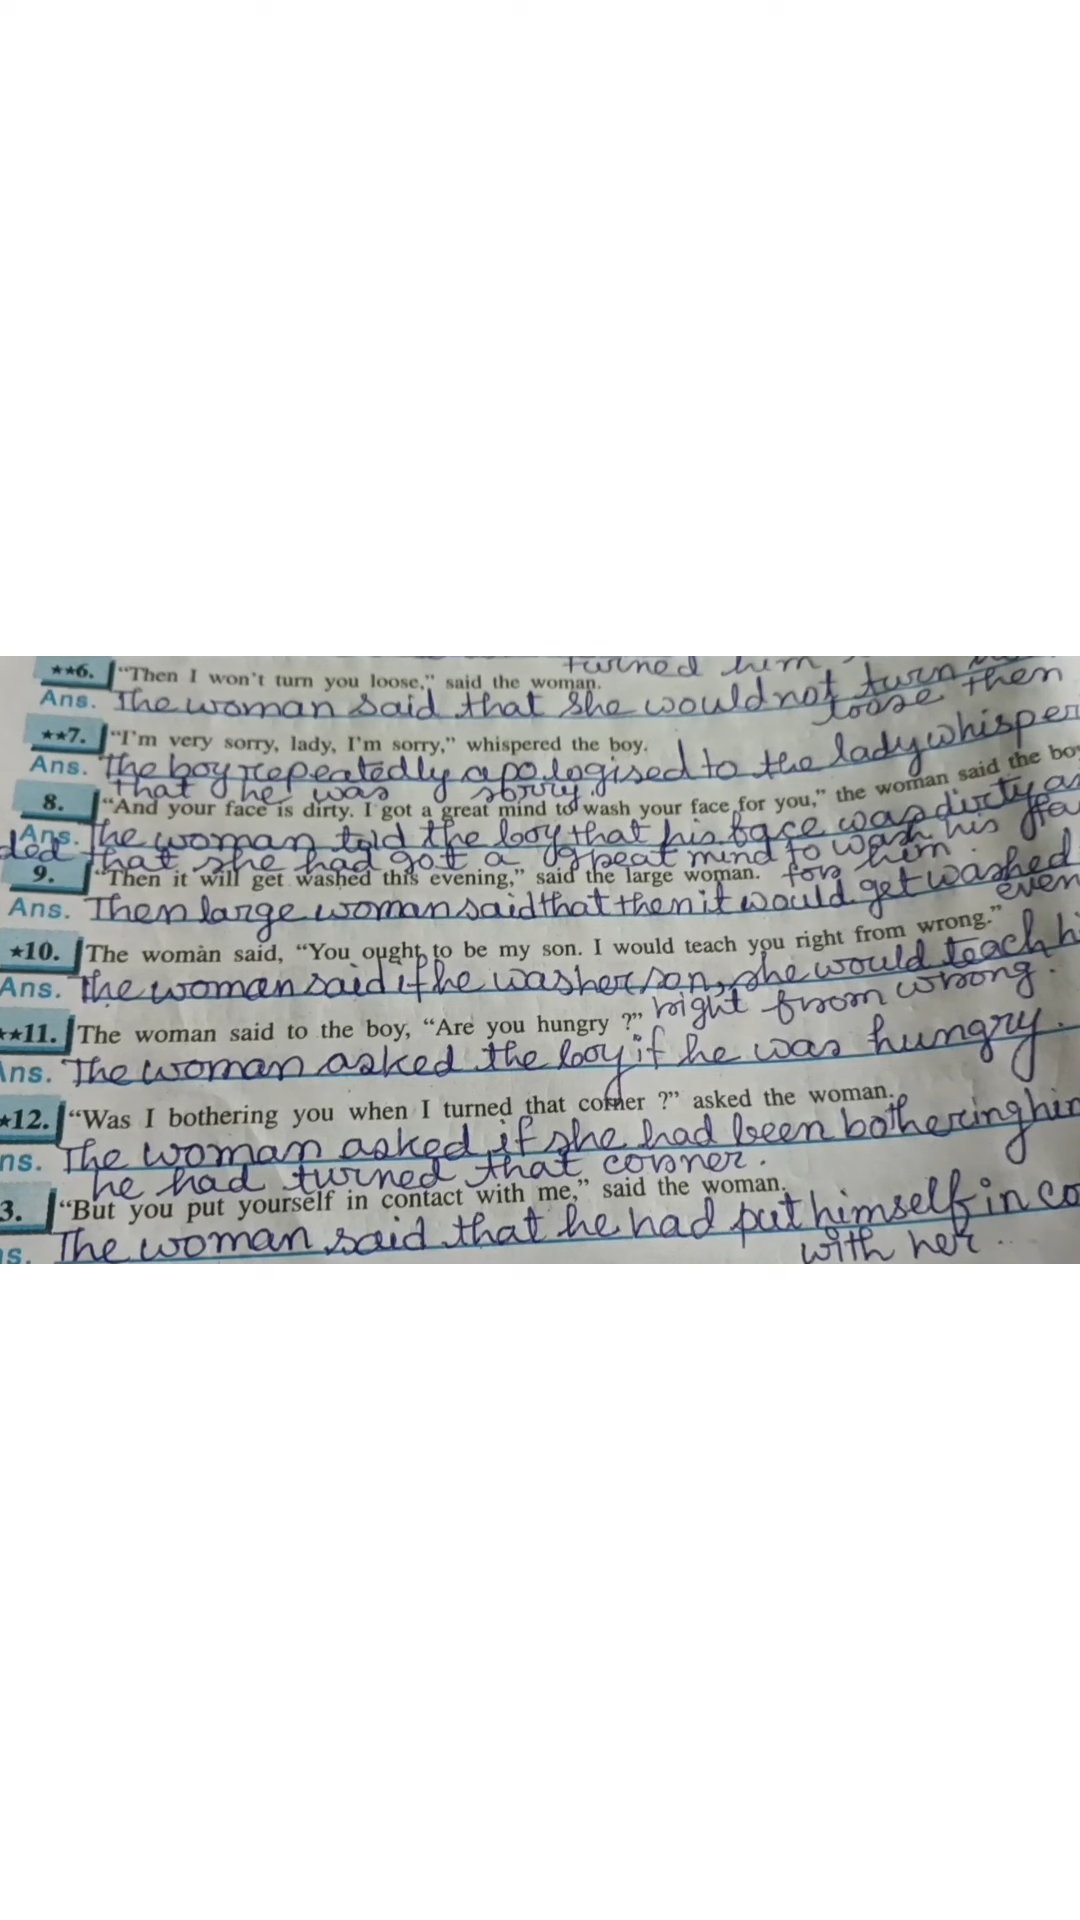 turned him
★★6. "Then I won't turn you loose," said the woman.
Ans. The woman said that she would not turn
loose then
★★7. "I'm very sorry, lady, I'm sorry," whispered the boy.
Ans. The boy repeatedly apologised to the lady whisper
that he was sorry.
8. "And your face is dirty. I got a great mind to wash your face for you," the woman said the boy
Ans. The woman told the boy that his face was dirty a
ded that she had got a great mind to wash his fa
for him.
9. "Then it will get washed this evening," said the large woman.
Ans. Then large woman said that then it would get washed
even
★10. The woman said, "You ought to be my son. I would teach you right from wrong."
Ans. The woman said if he was her son, she would teach hi
right from wrong.
★★11. The woman said to the boy, "Are you hungry ?"
Ans. The woman asked the boy if he was hungry.
★12. "Was I bothering you when I turned that corner ?" asked the woman.
ns. The woman asked if she had been bothering him
he had turned that corner.
3. "But you put yourself in contact with me," said the woman.
s. The woman said that he had put himself in co
with her